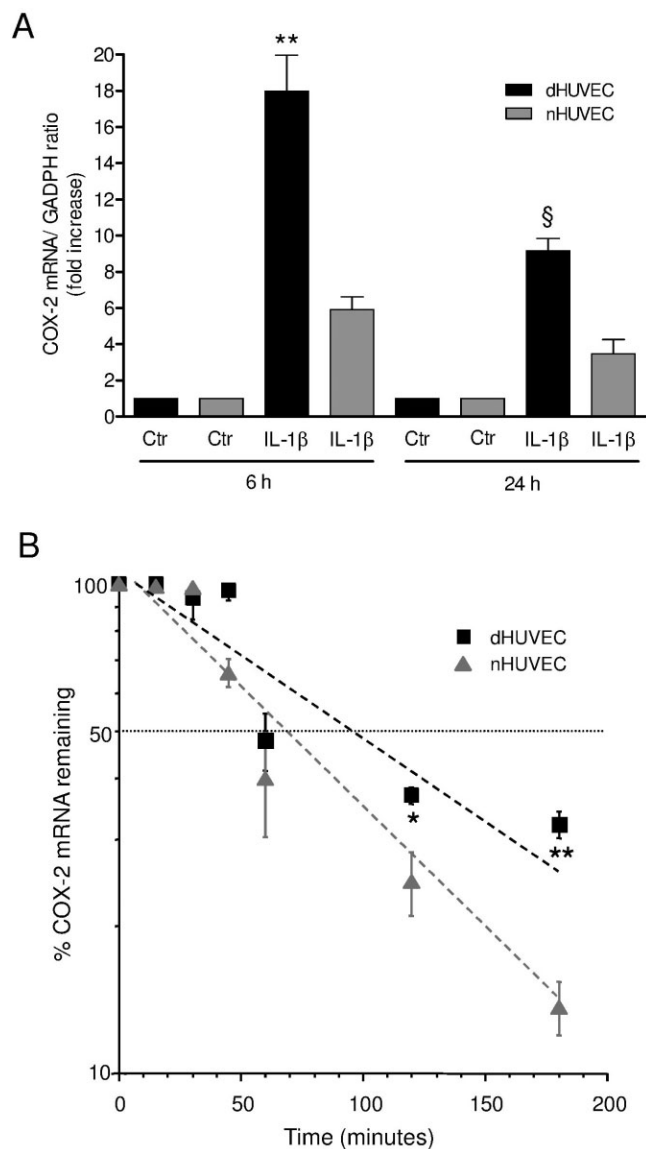 A
COX-2 mRNA/ GADPH ratio
(fold increase)
20
18
16
14
12
10
8
6
4
2
0
**
§
dHUVEC
nHUVEC
Ctr Ctr IL-1β IL-1β Ctr Ctr IL-1β IL-1β
6 h 24 h
B
% COX-2 mRNA remaining
100
50
10
dHUVEC
nHUVEC
*
**
0 50 100 150 200
Time (minutes)